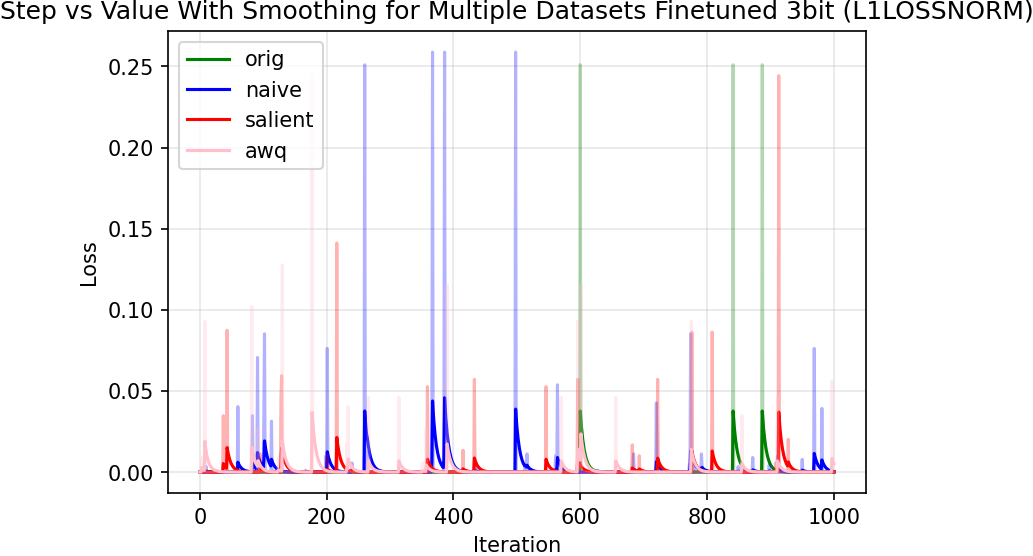 Step vs Value With Smoothing for Multiple Datasets Finetuned 3bit (L1LOSSNORM)
orig
naive
salient
awq
0.25
0.20
0.15
0.10
0.05
0.00
Loss
0 200 400 600 800 1000
Iteration